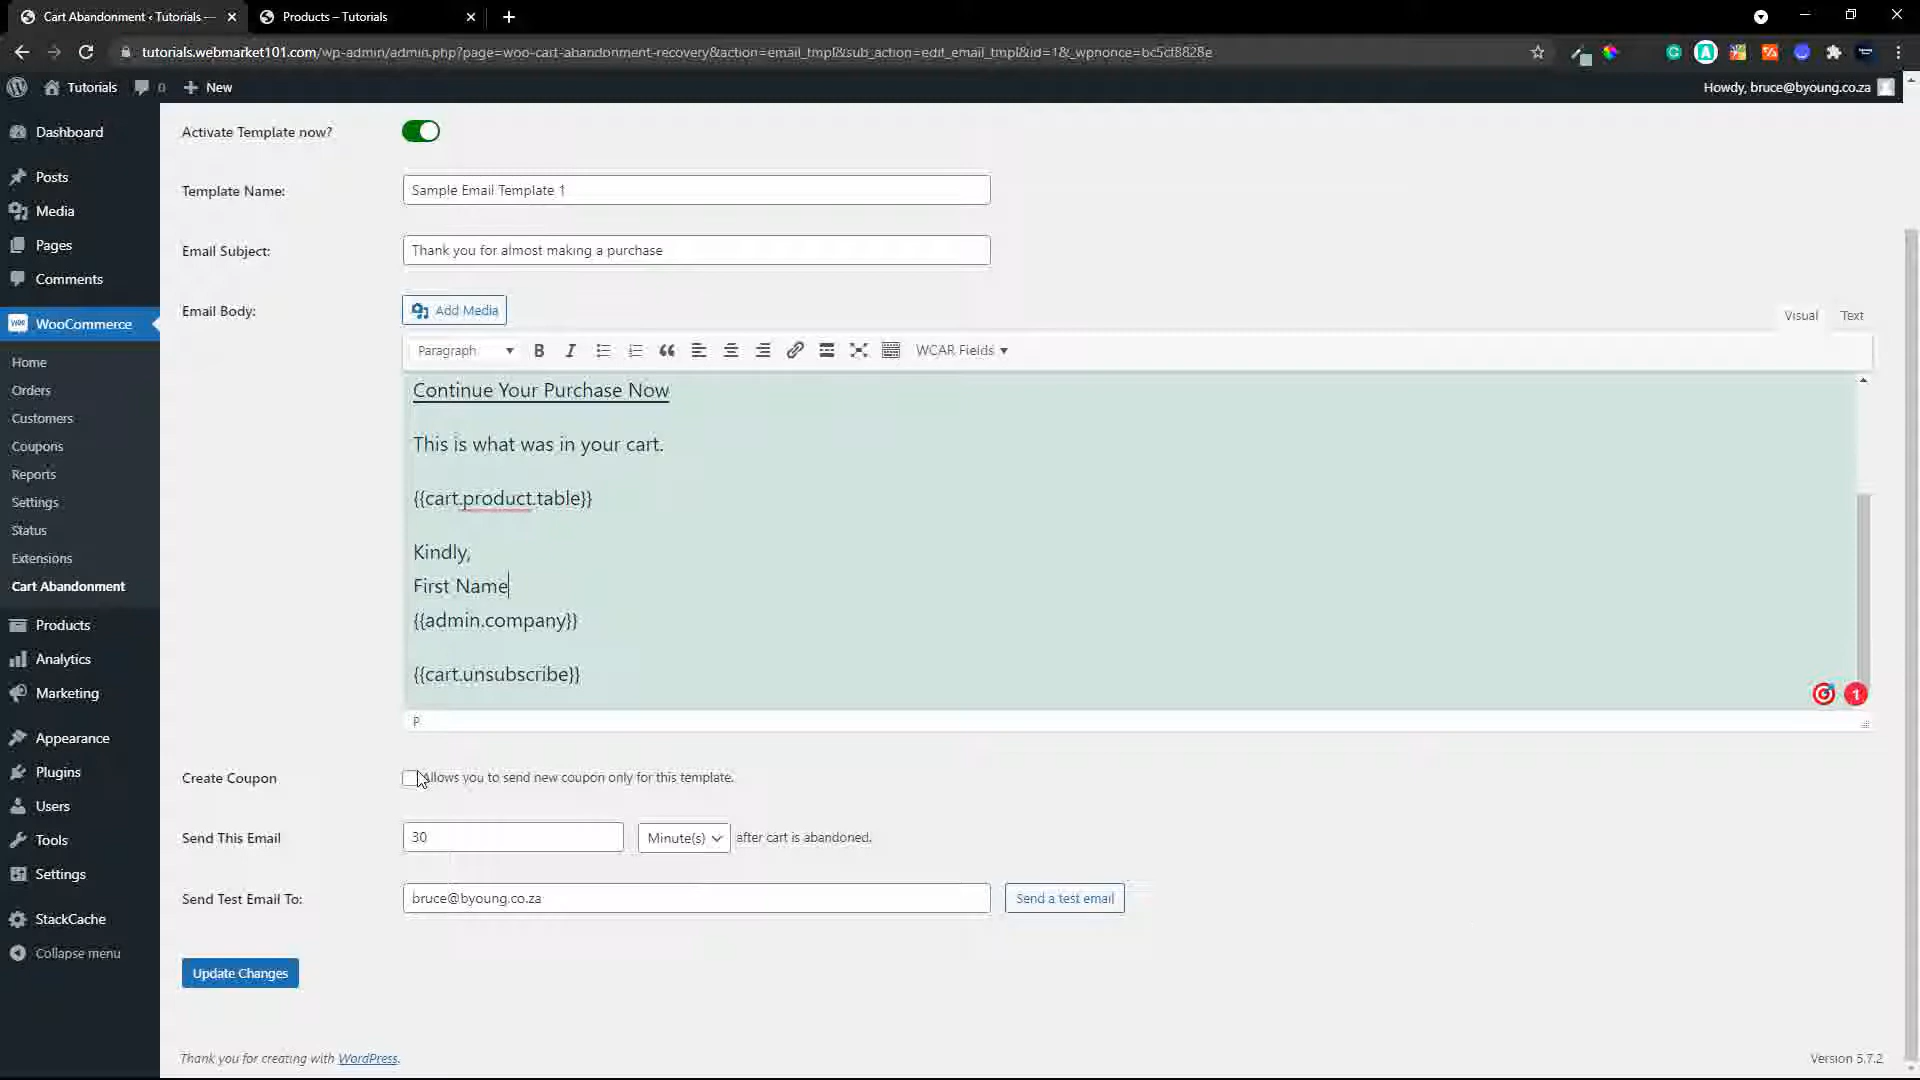 Cart Abandonment ‹ Tutorials —
Products – Tutorials
tutorials.webmarket101.com/wp-admin/admin.php?page=woo-cart-abandonment-recovery&action=email_tmpl&sub_action=edit_email_tmpl&id=1&_wpnonce=bc5cf8828e
Tutorials
0
New
Howdy, bruce@byoung.co.za
Dashboard
Posts
Media
Pages
Comments
WooCommerce
Home
Orders
Customers
Coupons
Reports
Settings
Status
Extensions
Cart Abandonment
Products
Analytics
Marketing
Appearance
Plugins
Users
Tools
Settings
StackCache
Collapse menu
Activate Template now?
Template Name:
Sample Email Template 1
Email Subject:
Thank you for almost making a purchase
Email Body:
Add Media
Visual
Text
Paragraph
B
I
WCAR Fields
Continue Your Purchase Now
This is what was in your cart.
{{cart.product.table}}
Kindly,
First Name
{{admin.company}}
{{cart.unsubscribe}}
1
P
Create Coupon
Allows you to send new coupon only for this template.
Send This Email
30
Minute(s)
after cart is abandoned.
Send Test Email To:
bruce@byoung.co.za
Send a test email
Update Changes
Thank you for creating with WordPress.
Version 5.7.2